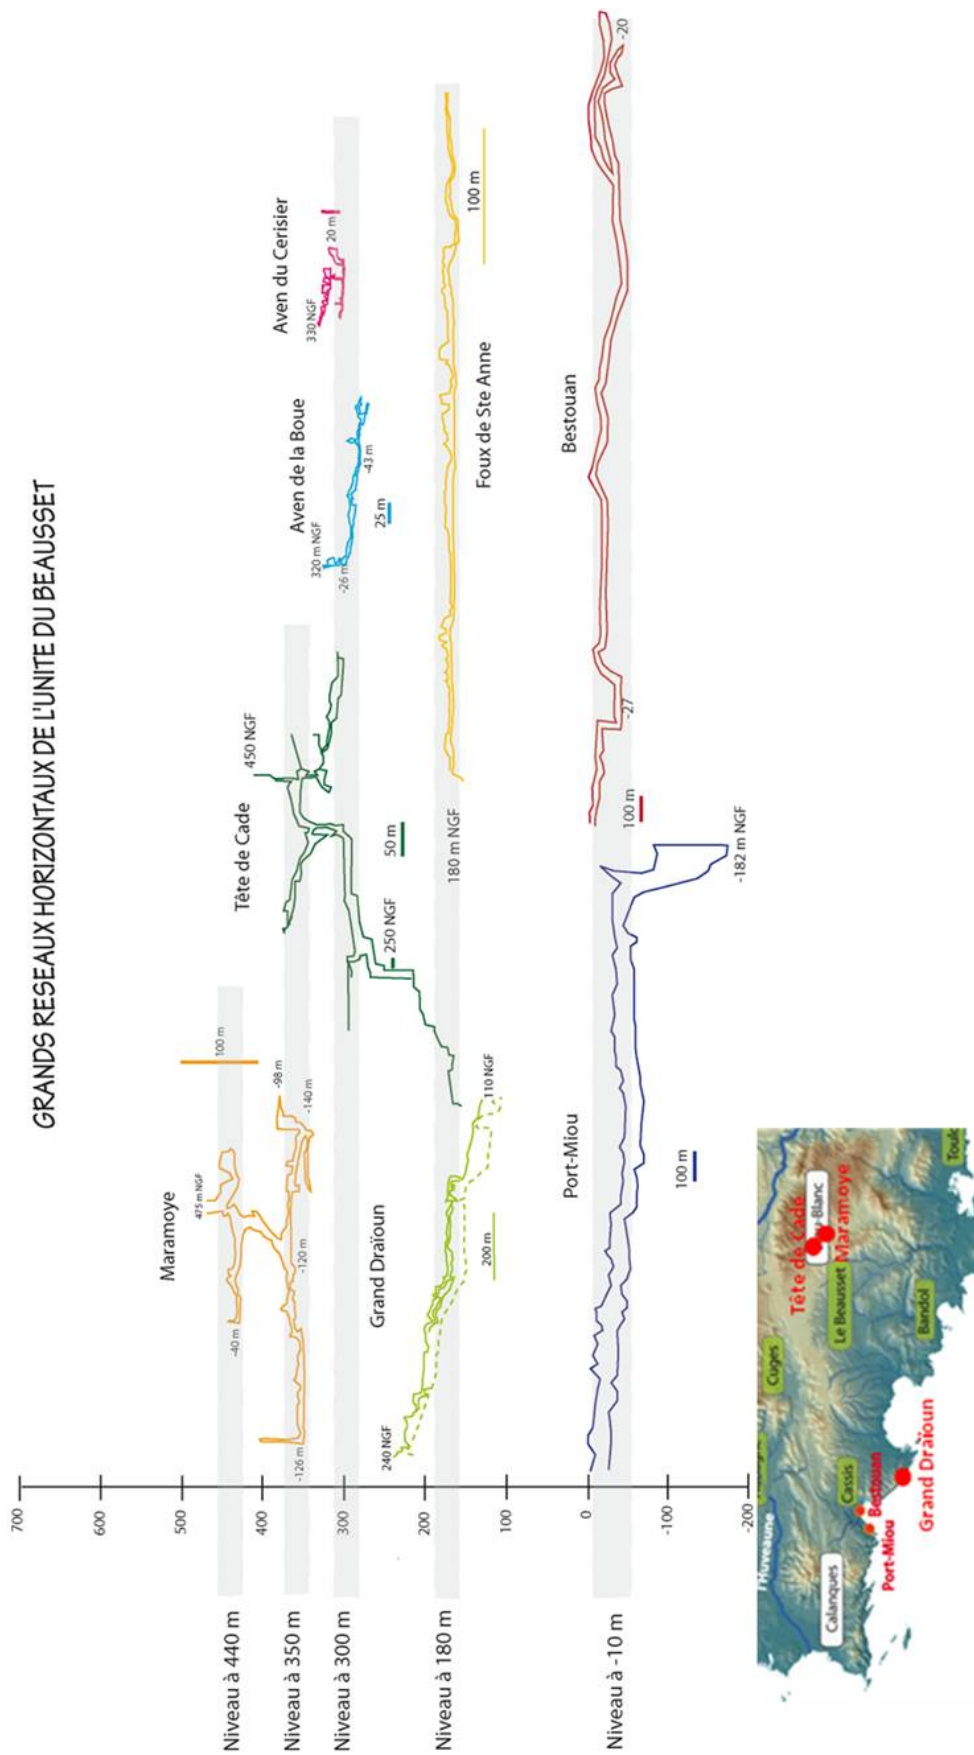 GRANDS RESEAUX HORIZONTAUX DE L'UNITE DU BEAUSSET
700
600
500
400
300
200
100
0
-100
-200
Niveau à 440 m
Niveau à 350 m
Niveau à 300 m
Niveau à 180 m
Niveau à -10 m
Maramoye
475 m NGF
-40 m
-126 m
-120 m
-98 m
-140 m
100 m
Tête de Cade
450 NGF
50 m
250 NGF
Aven de la Boue
320 m NGF
-26 m
-43 m
25 m
Aven du Cerisier
330 NGF
20 m
Grand Draïoun
240 NGF
110 NGF
200 m
Foux de Ste Anne
180 m NGF
100 m
Port-Miou
100 m
-182 m NGF
Bestouan
100 m
-27
-20
l'Huveaune
Cuges
Tête de Cade
u-Blanc
Maramoye
Le Beausset
Calanques
Cassis
Bestouan
Port-Miou
Bandol
Grand Draïoun
Toulo